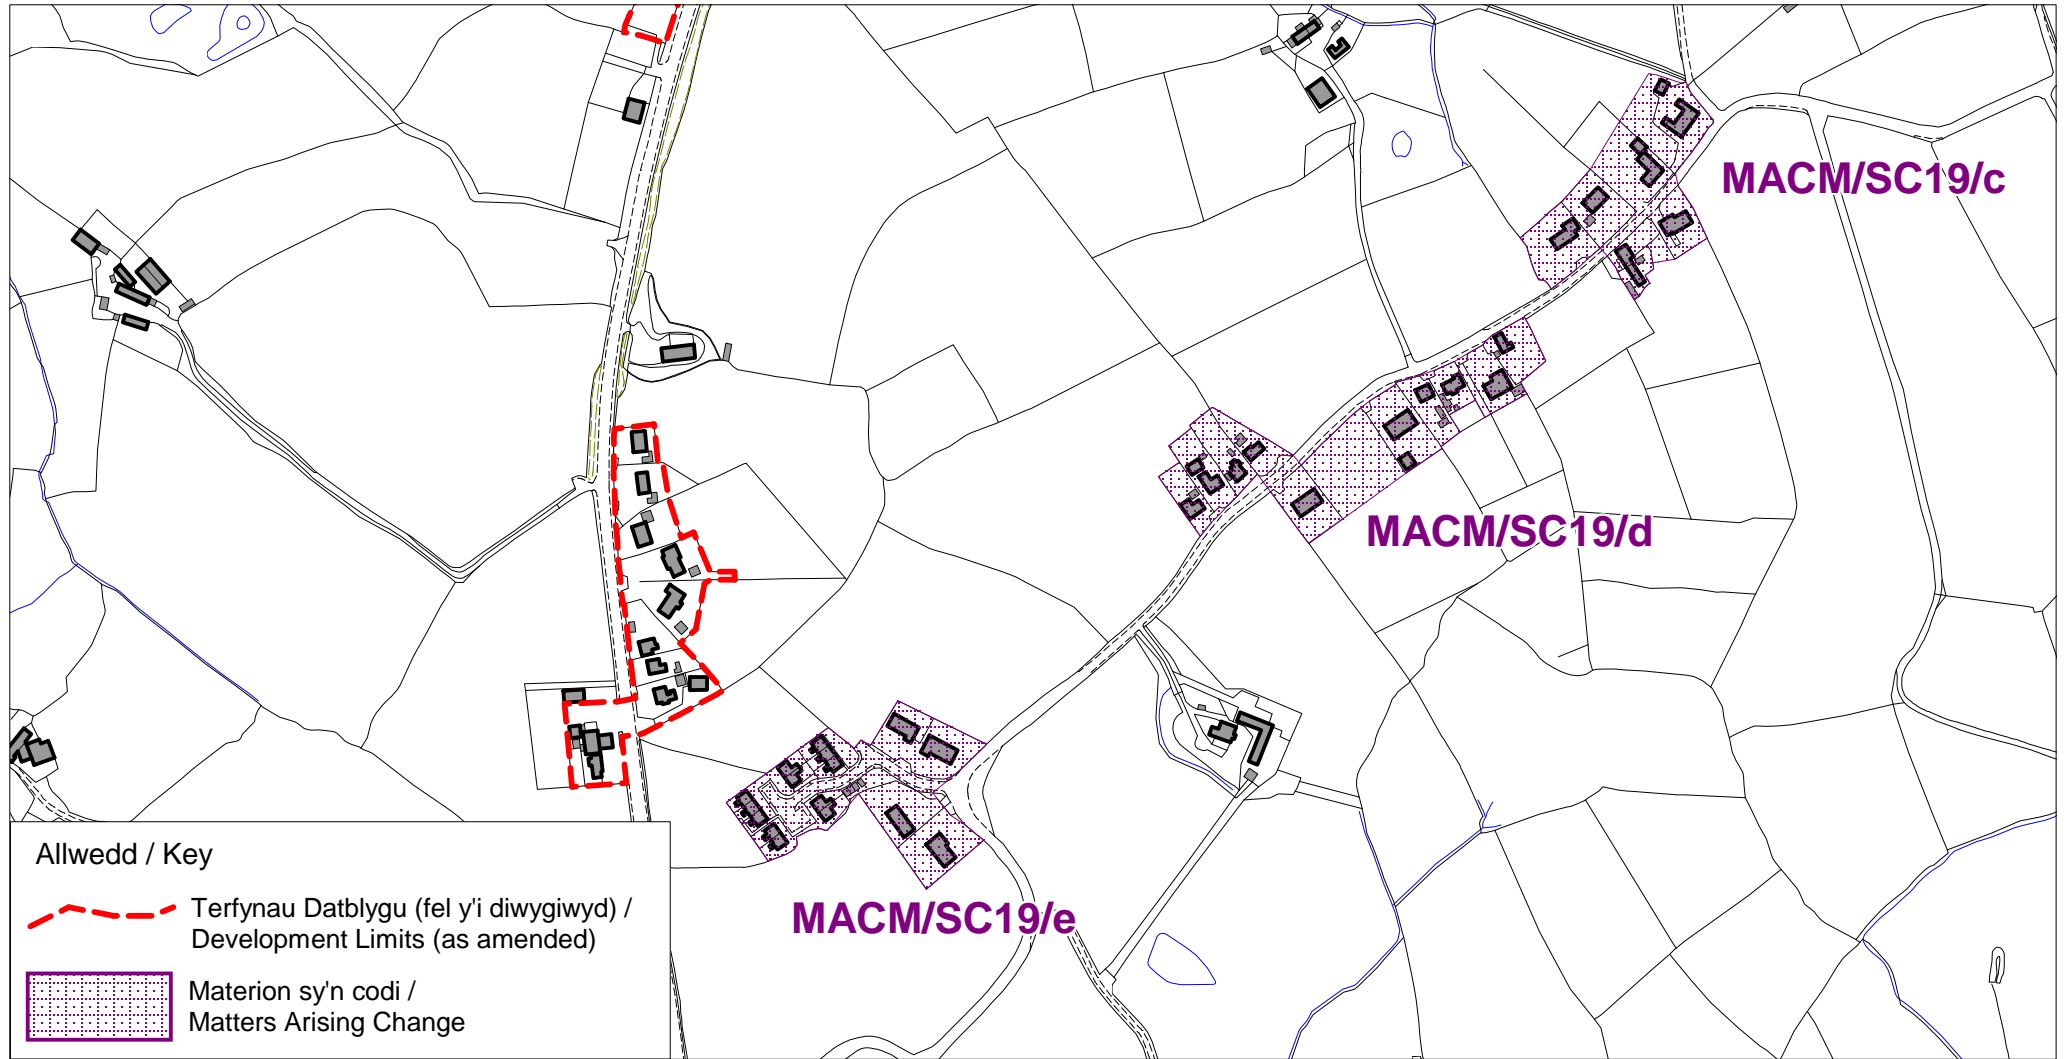 MACM/SC19/c
MACM/SC19/d
MACM/SC19/e
Allwedd / Key
Terfynau Datblygu (fel y'i diwygiwyd) /
Development Limits (as amended)
Materion sy'n codi /
Matters Arising Change